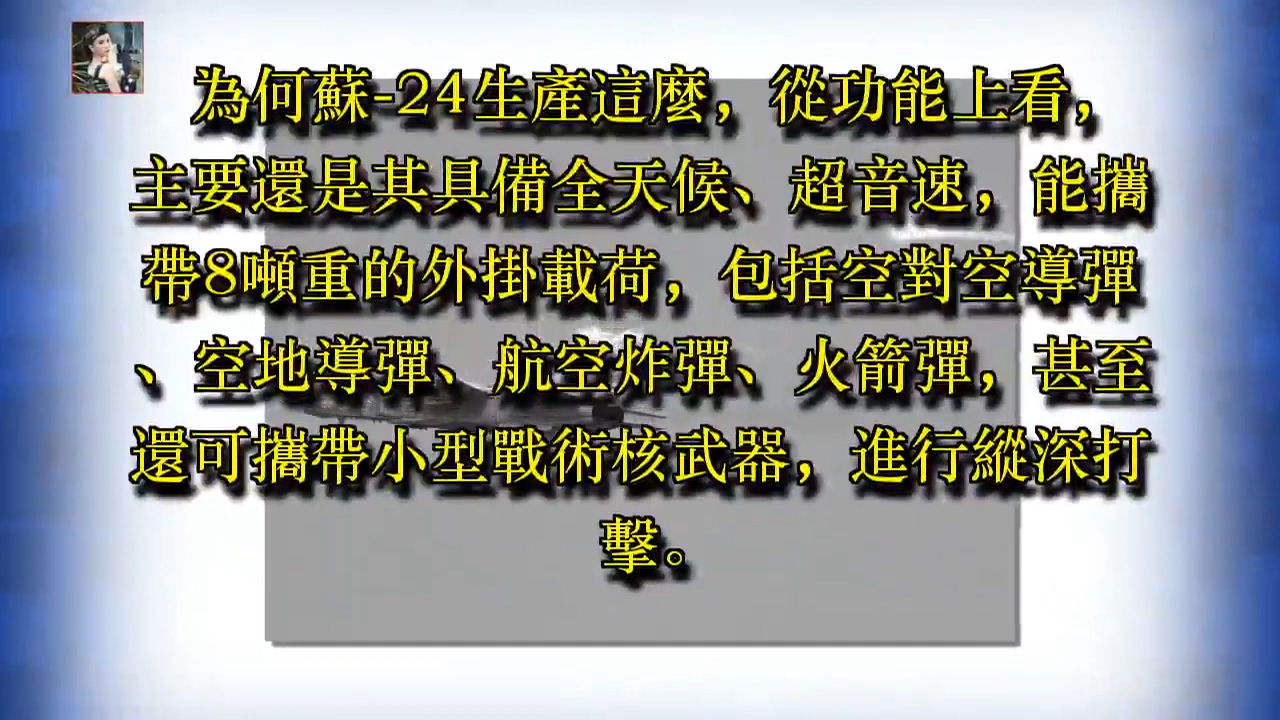 為何蘇-24生產這麼，從功能上看，
主要還是其具備全天候、超音速，能攜
帶8噸重的外掛載荷，包括空對空導彈
、空地導彈、航空炸彈、火箭彈，甚至
還可攜帶小型戰術核武器，進行縱深打
擊。